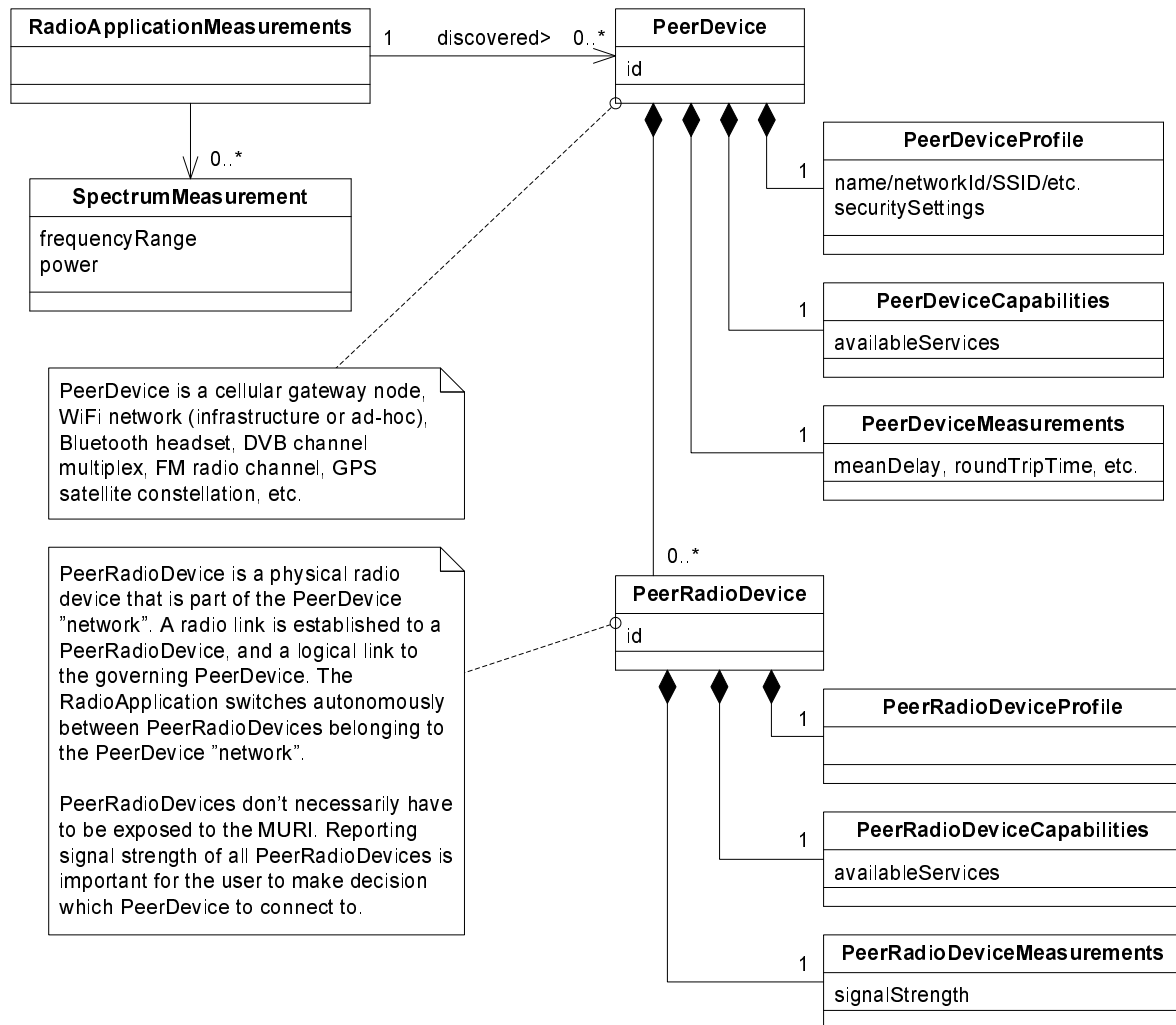 RadioApplicationMeasurements
1 discovered> 0..*
PeerDevice
id
0..*
SpectrumMeasurement
frequencyRange
power
PeerDeviceProfile
1
name/networkId/SSID/etc.
securitySettings
PeerDeviceCapabilities
1
availableServices
PeerDeviceMeasurements
1
meanDelay, roundTripTime, etc.
PeerDevice is a cellular gateway node,
WiFi network (infrastructure or ad-hoc),
Bluetooth headset, DVB channel
multiplex, FM radio channel, GPS
satellite constellation, etc.
0..*
PeerRadioDevice
id
PeerRadioDevice is a physical radio
device that is part of the PeerDevice
”network”. A radio link is established to a
PeerRadioDevice, and a logical link to
the governing PeerDevice. The
RadioApplication switches autonomously
between PeerRadioDevices belonging to
the PeerDevice ”network”.
PeerRadioDevices don’t necessarily have
to be exposed to the MURI. Reporting
signal strength of all PeerRadioDevices is
important for the user to make decision
which PeerDevice to connect to.
PeerRadioDeviceProfile
1
PeerRadioDeviceCapabilities
1
availableServices
PeerRadioDeviceMeasurements
1
signalStrength